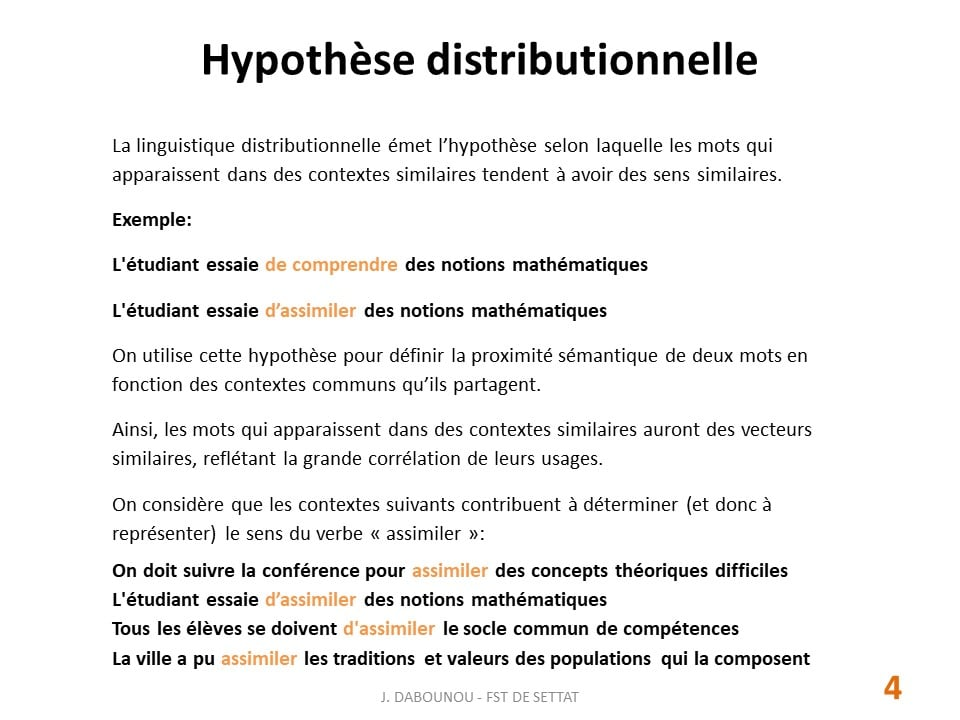 Hypothèse distributionnelle
La linguistique distributionnelle émet l’hypothèse selon laquelle les mots qui
apparaissent dans des contextes similaires tendent à avoir des sens similaires.
Exemple:
L'étudiant essaie de comprendre des notions mathématiques
L'étudiant essaie d’assimiler des notions mathématiques
On utilise cette hypothèse pour définir la proximité sémantique de deux mots en
fonction des contextes communs qu’ils partagent.
Ainsi, les mots qui apparaissent dans des contextes similaires auront des vecteurs
similaires, reflétant la grande corrélation de leurs usages.
On considère que les contextes suivants contribuent à déterminer (et donc à
représenter) le sens du verbe « assimiler »:
On doit suivre la conférence pour assimiler des concepts théoriques difficiles
L'étudiant essaie d’assimiler des notions mathématiques
Tous les élèves se doivent d'assimiler le socle commun de compétences
La ville a pu assimiler les traditions et valeurs des populations qui la composent
J. DABOUNOU - FST DE SETTAT
4